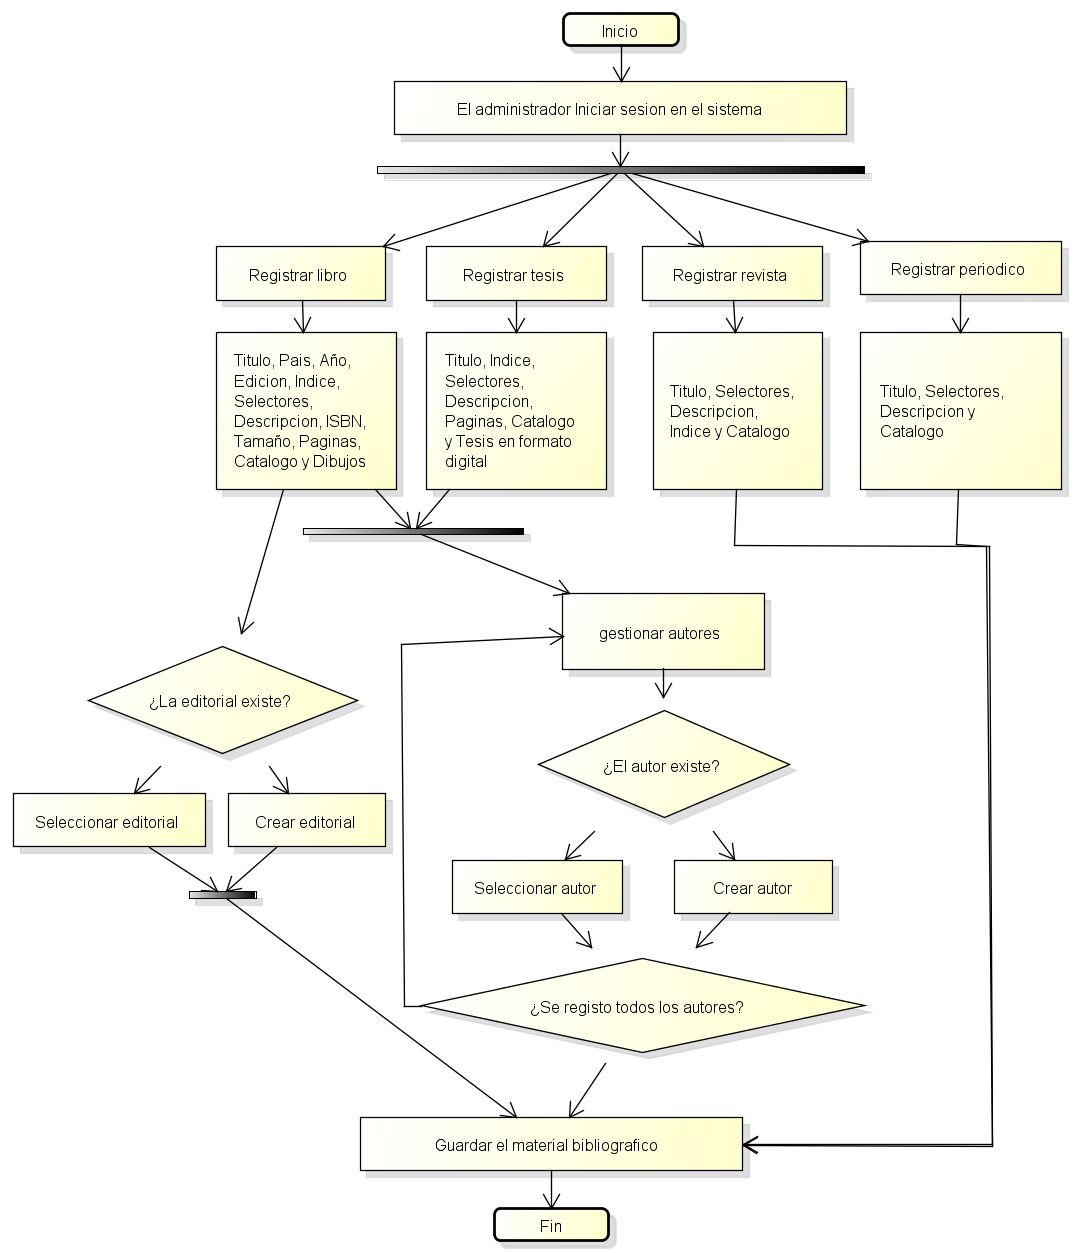 Inicio
El administrador Iniciar sesion en el sistema
Registrar libro
Registrar tesis
Registrar revista
Registrar periodico
Titulo, Pais, Año,
Edicion, Indice,
Selectores,
Descripcion, ISBN,
Tamaño, Paginas,
Catalogo y Dibujos
Titulo, Indice,
Selectores,
Descripcion,
Paginas, Catalogo
y Tesis en formato
digital
Titulo, Selectores,
Descripcion,
Indice y Catalogo
Titulo, Selectores,
Descripcion y
Catalogo
gestionar autores
¿La editorial existe?
¿El autor existe?
Seleccionar editorial
Crear editorial
Seleccionar autor
Crear autor
¿Se registo todos los autores?
Guardar el material bibliografico
Fin